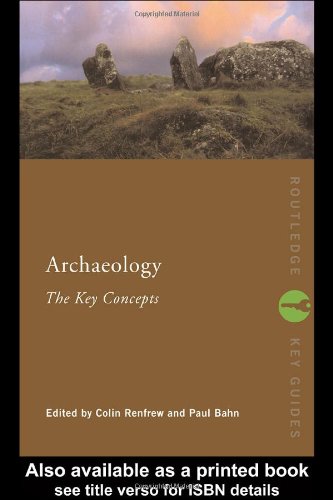 Archaeology
The Key Concepts
Edited by Colin Renfrew and Paul Bahn
ROUTLEDGE
KEY GUIDES
Also available as a printed book
see title verso for ISBN details